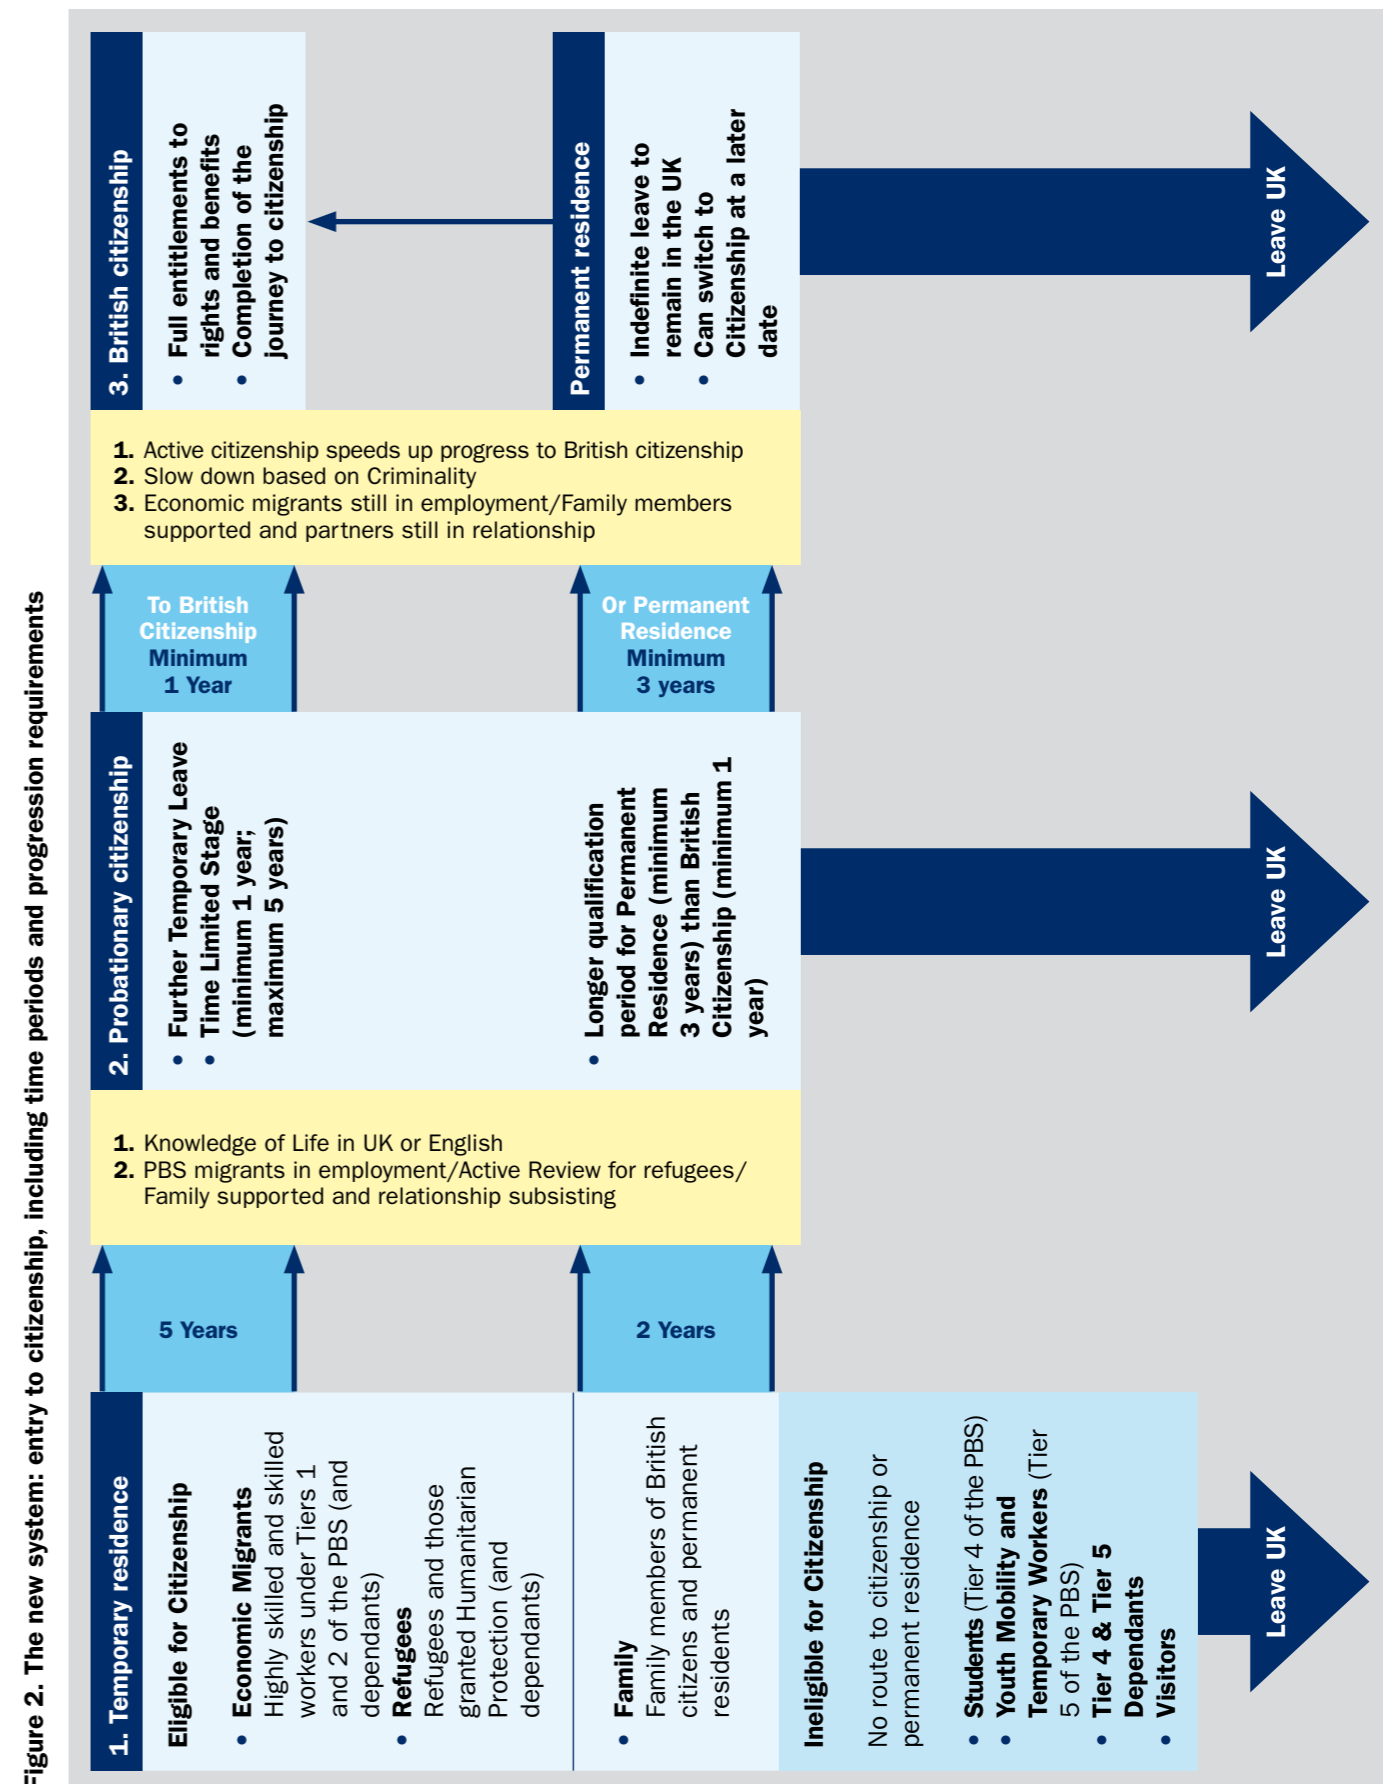 Figure 2. The new system: entry to citizenship, including time periods and progression requirements
1. Temporary residence
Eligible for Citizenship
• Economic Migrants
Highly skilled and skilled
workers under Tiers 1
and 2 of the PBS (and
dependants)
• Refugees
Refugees and those
granted Humanitarian
Protection (and
dependants)
• Family
Family members of British
citizens and permanent
residents
Ineligible for Citizenship
No route to citizenship or
permanent residence
• Students (Tier 4 of the PBS)
• Youth Mobility and
Temporary Workers (Tier
5 of the PBS)
• Tier 4 & Tier 5
Dependants
• Visitors
Leave UK
5 Years
2 Years
1. Knowledge of Life in UK or English
2. PBS migrants in employment/Active Review for refugees/
Family supported and relationship subsisting
2. Probationary citizenship
• Further Temporary Leave
• Time Limited Stage
(minimum 1 year;
maximum 5 years)
• Longer qualification
period for Permanent
Residence (minimum
3 years) than British
Citizenship (minimum 1
year)
Leave UK
To British
Citizenship
Minimum
1 Year
Or Permanent
Residence
Minimum
3 years
1. Active citizenship speeds up progress to British citizenship
2. Slow down based on Criminality
3. Economic migrants still in employment/Family members
supported and partners still in relationship
3. British citizenship
• Full entitlements to
rights and benefits
• Completion of the
journey to citizenship
Permanent residence
• Indefinite leave to
remain in the UK
• Can switch to
Citizenship at a later
date
Leave UK